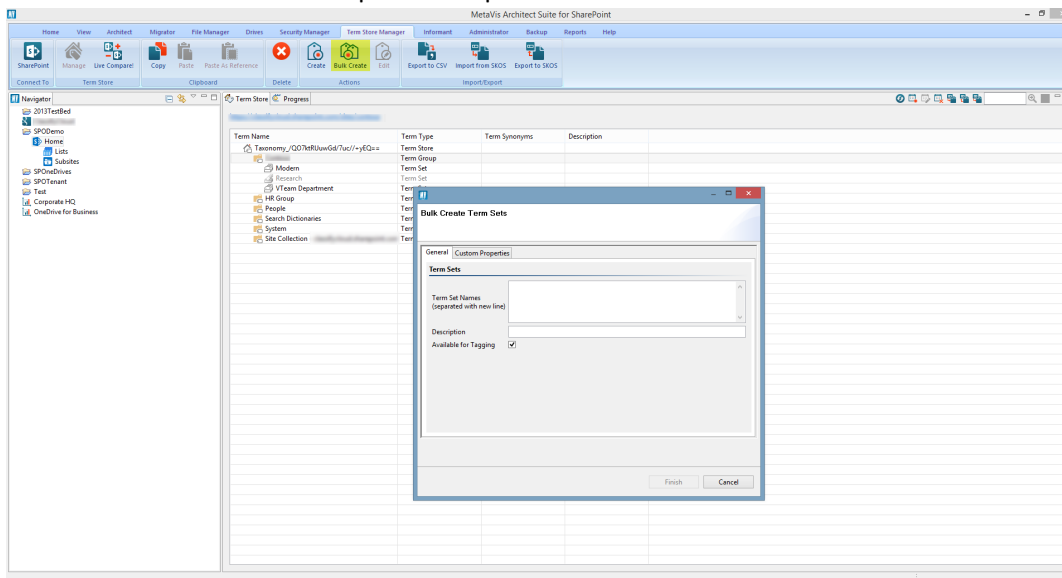 MetaVis Architect Suite for SharePoint
Home View Architect Migrator File Manager Drives Security Manager Term Store Manager Informant Administrator Backup Reports Help
SharePoint Manage Live Compare! Copy Paste Paste As Reference Create Bulk Create Edit Export to CSV Import from SKOS Export to SKOS
Connect To Term Store Clipboard Delete Actions Import/Export
Navigator
2013TestBed
SPODemo
Home
Lists
Subsites
SPOneDrives
SPOTenant
Test
Corporate HQ
OneDrive for Business
Term Store Progress
Term Name Term Type Term Synonyms Description
Taxonomy_/QO7ktRUuwGd/7uc//+yEQ== Term Store
Term Group
Modern Term Set
Research Term Set
VTeam Department
HR Group
People
Search Dictionaries
System
Site Collection
Bulk Create Term Sets
General Custom Properties
Term Sets
Term Set Names
(separated with new line)
Description
Available for Tagging
Finish Cancel